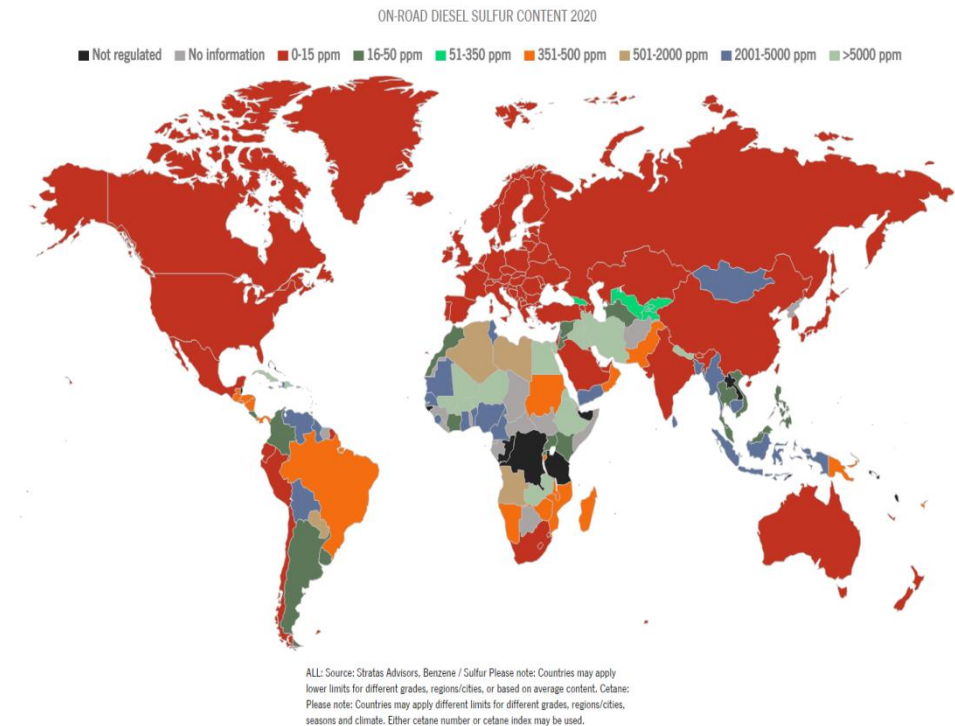 ON-ROAD DIESEL SULFUR CONTENT 2020
Not regulated No information 0-15 ppm 16-50 ppm 51-350 ppm 351-500 ppm 501-2000 ppm 2001-5000 ppm >5000 ppm
ALL: Source: Stratas Advisors, Benzene / Sulfur Please note: Countries may apply
lower limits for different grades, regions/cities, or based on average content. Cetane:
Please note: Countries may apply different limits for different grades, regions/cities,
seasons and climate. Either cetane number or cetane index may be used.